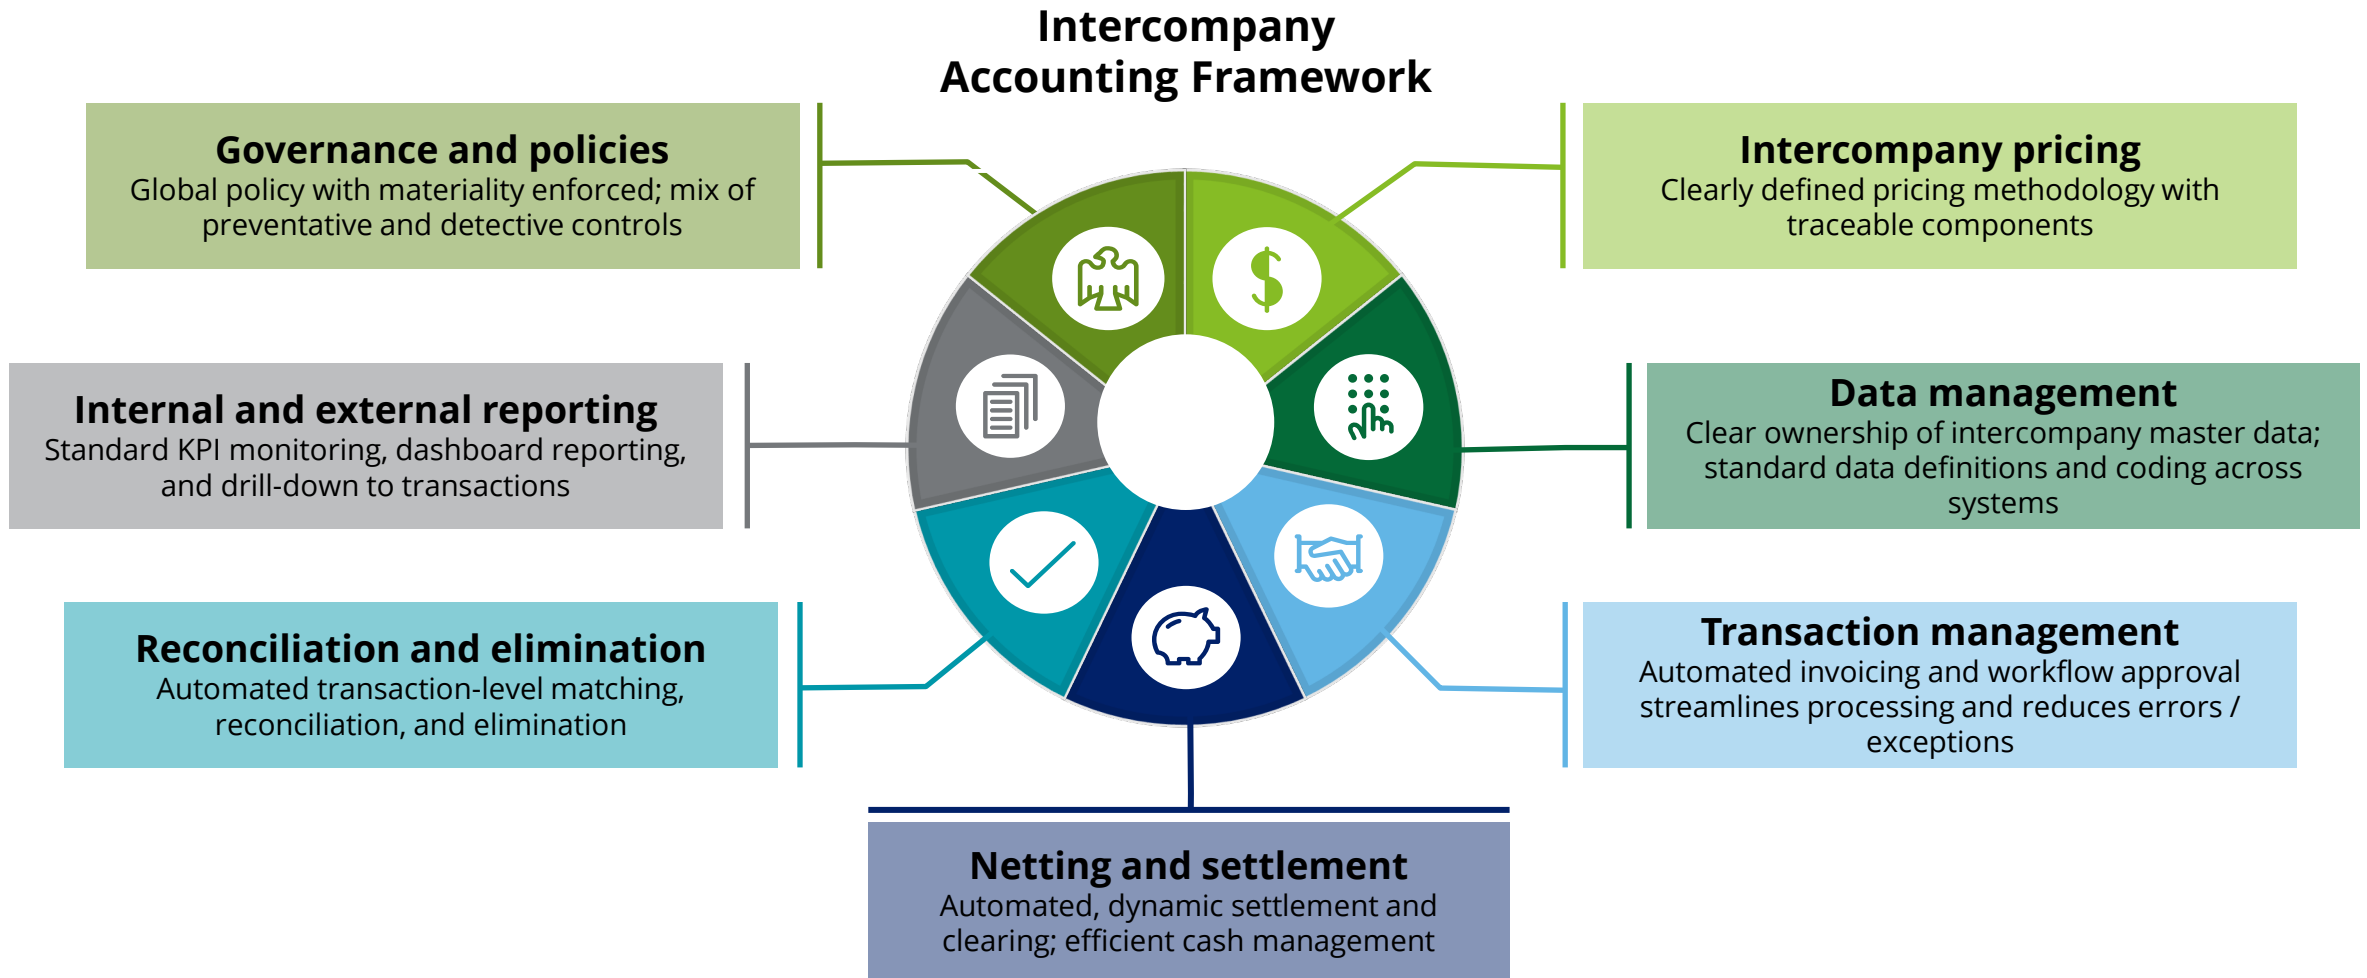 Intercompany
Accounting Framework
Governance and policies
Global policy with materiality enforced; mix of
preventative and detective controls
Intercompany pricing
Clearly defined pricing methodology with
traceable components
Internal and external reporting
Standard KPI monitoring, dashboard reporting,
and drill-down to transactions
Data management
Clear ownership of intercompany master data;
standard data definitions and coding across
systems
Reconciliation and elimination
Automated transaction-level matching,
reconciliation, and elimination
Transaction management
Automated invoicing and workflow approval
streamlines processing and reduces errors /
exceptions
Netting and settlement
Automated, dynamic settlement and
clearing; efficient cash management